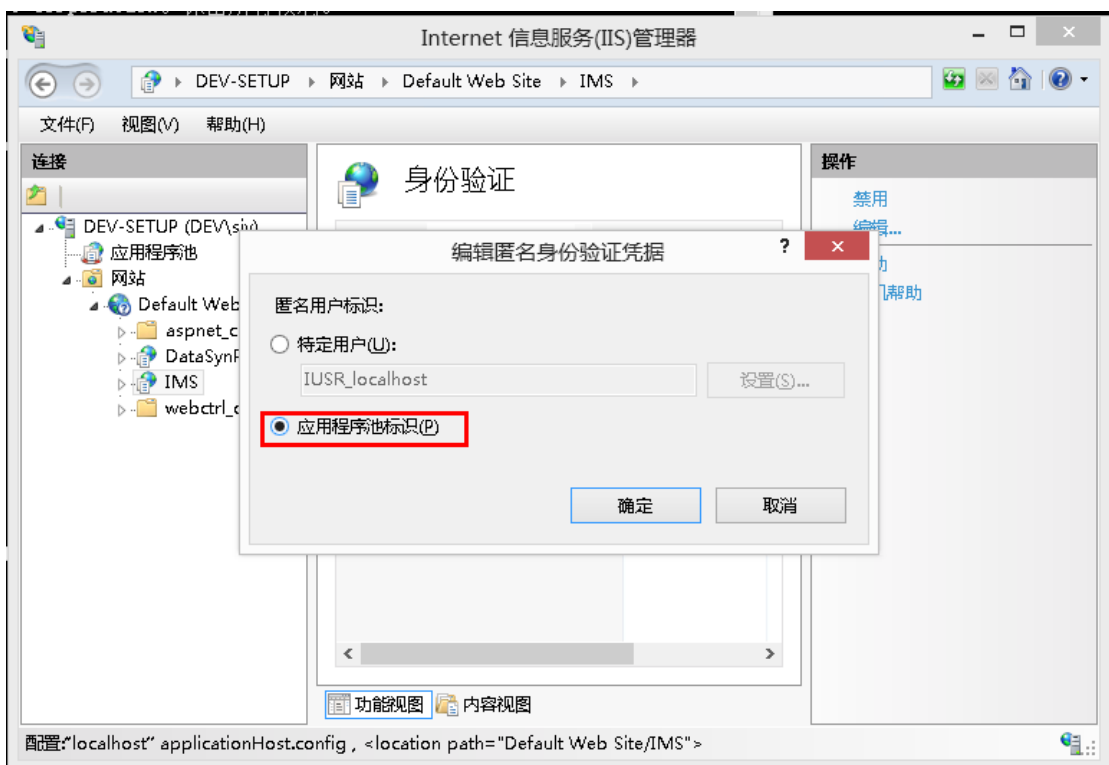 Internet 信息服务(IIS)管理器
DEV-SETUP 网站 Default Web Site IMS
文件(F) 视图(V) 帮助(H)
连接
DEV-SETUP (DEV\
应用程序池
网站
Default Web
aspnet_c
DataSyn
IMS
webctrl_c
身份验证
功能视图 内容视图
操作
禁用
编辑...
帮助
编辑匿名身份验证凭据
?
匿名用户标识:
特定用户(U):
IUSR_localhost
设置(S)...
应用程序池标识(P)
确定 取消
配置:"localhost" applicationHost.config , <location path="Default Web Site/IMS">